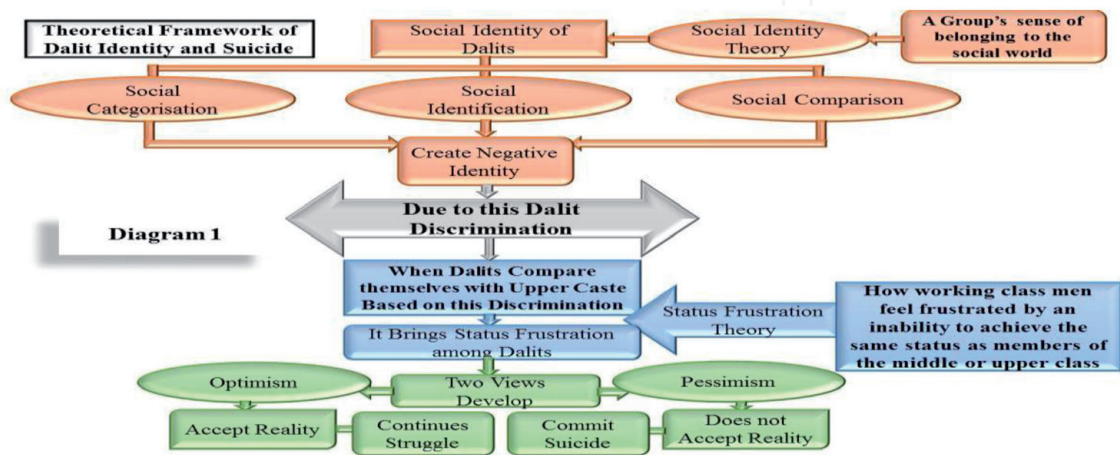 Theoretical Framework of
Dalit Identity and Suicide
Social Identity of
Dalits
Social Identity
Theory
A Group's sense of
belonging to the
social world
Social
Categorisation
Social
Identification
Social Comparison
Create Negative
Identity
Due to this Dalit
Discrimination
Diagram 1
When Dalits Compare
themselves with Upper Caste
Based on this Discrimination
Status Frustration
Theory
How working class men
feel frustrated by an
inability to achieve the
same status as members of
the middle or upper class
It Brings Status Frustration
among Dalits
Optimism
Two Views
Develop
Pessimism
Accept Reality
Continues
Struggle
Commit
Suicide
Does not
Accept Reality